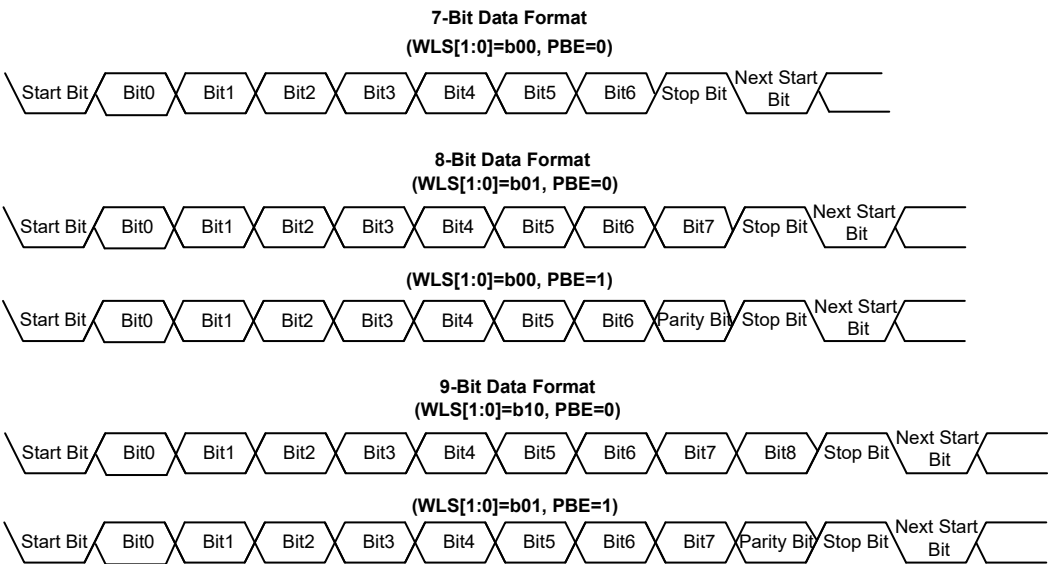 7-Bit Data Format
(WLS[1:0]=b00, PBE=0)
Start Bit Bit0 Bit1 Bit2 Bit3 Bit4 Bit5 Bit6 Stop Bit Next Start Bit
8-Bit Data Format
(WLS[1:0]=b01, PBE=0)
Start Bit Bit0 Bit1 Bit2 Bit3 Bit4 Bit5 Bit6 Bit7 Stop Bit Next Start Bit
(WLS[1:0]=b00, PBE=1)
Start Bit Bit0 Bit1 Bit2 Bit3 Bit4 Bit5 Bit6 Parity Bit Stop Bit Next Start Bit
9-Bit Data Format
(WLS[1:0]=b10, PBE=0)
Start Bit Bit0 Bit1 Bit2 Bit3 Bit4 Bit5 Bit6 Bit7 Bit8 Stop Bit Next Start Bit
(WLS[1:0]=b01, PBE=1)
Start Bit Bit0 Bit1 Bit2 Bit3 Bit4 Bit5 Bit6 Bit7 Parity Bit Stop Bit Next Start Bit